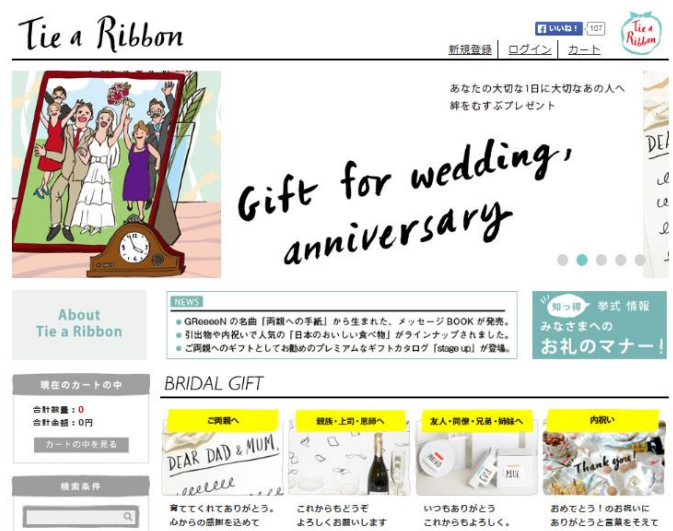 Tie a Ribbon
いいね！ 107
Tie a Ribbon
新規登録 ログイン カート
あなたの大切な1日に大切なあの人へ
絆をむすぶプレゼント
Gift for wedding,
anniversary
DEA
About
Tie a Ribbon
NEWS
GReeeeN の名曲「両親への手紙」から生まれた、メッセージ BOOK が発売。
引出物や内祝いで人気の「日本のおいしい食べ物」がラインナップされました。
ご両親へのギフトとしてお勧めのプレミアムなギフトカタログ「stage up」が登場。
知っ得 挙式 情報
みなさまへの
お礼のマナー！
現在のカートの中
合計数量：0
合計金額：0円
カートの中を見る
検索条件
BRIDAL GIFT
ご両親へ
DEAR DAD & MUM,
育ててくれてありがとう。
心からの感謝を込めて
親族・上司・恩師へ
これからもどうぞ
よろしくお願いします
友人・同僚・兄弟・姉妹へ
いつもありがとう
これからもよろしく。
内祝い
Thank you!
おめでとう！のお祝いに
ありがとうと言葉をそえて